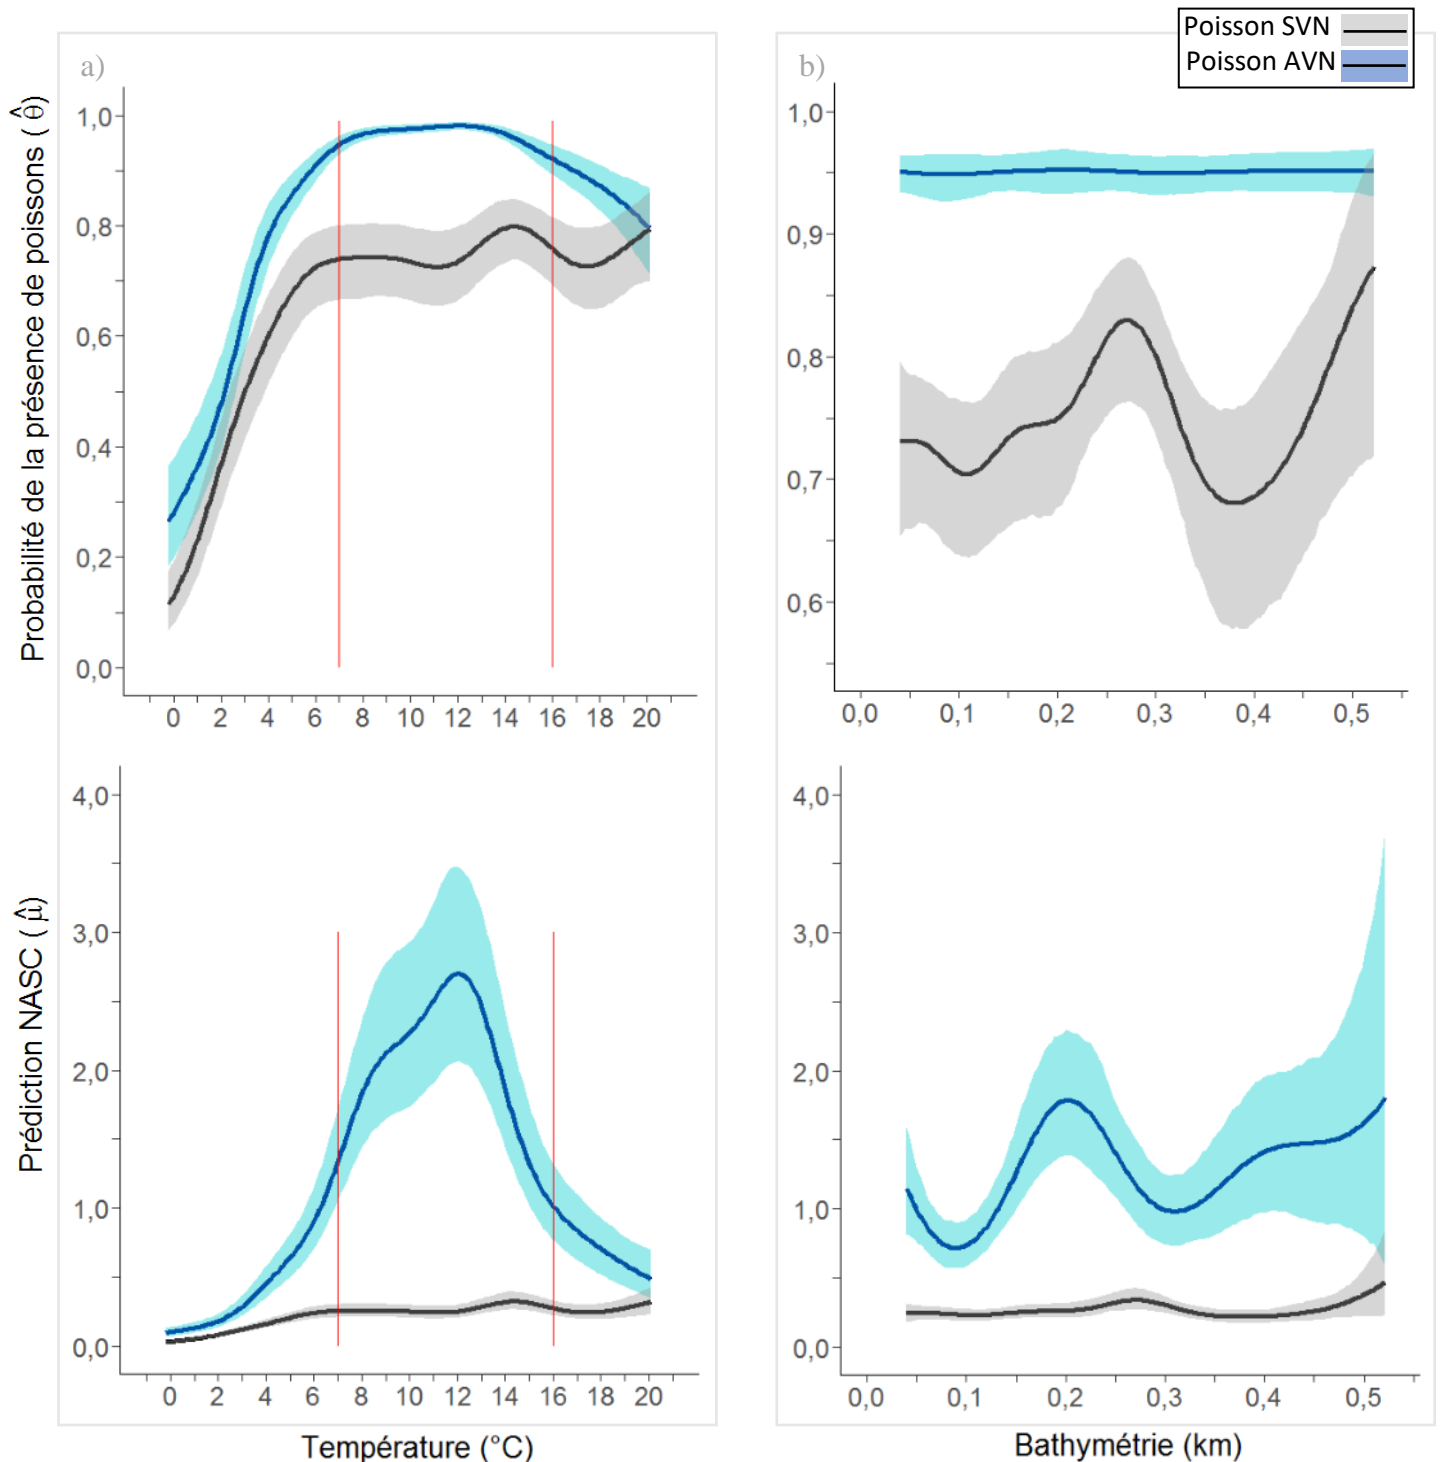 Poisson SVN
Poisson AVN
a)
Probabilité de la présence de poissons ( θ̂ )
1,0
0,8
0,6
0,4
0,2
0,0
0 2 4 6 8 10 12 14 16 18 20
b)
1,0
0,9
0,8
0,7
0,6
0,0 0,1 0,2 0,3 0,4 0,5
Prédiction NASC ( μ̂ )
4,0
3,0
2,0
1,0
0,0
0 2 4 6 8 10 12 14 16 18 20
Température (°C)
4,0
3,0
2,0
1,0
0,0
0,0 0,1 0,2 0,3 0,4 0,5
Bathymétrie (km)